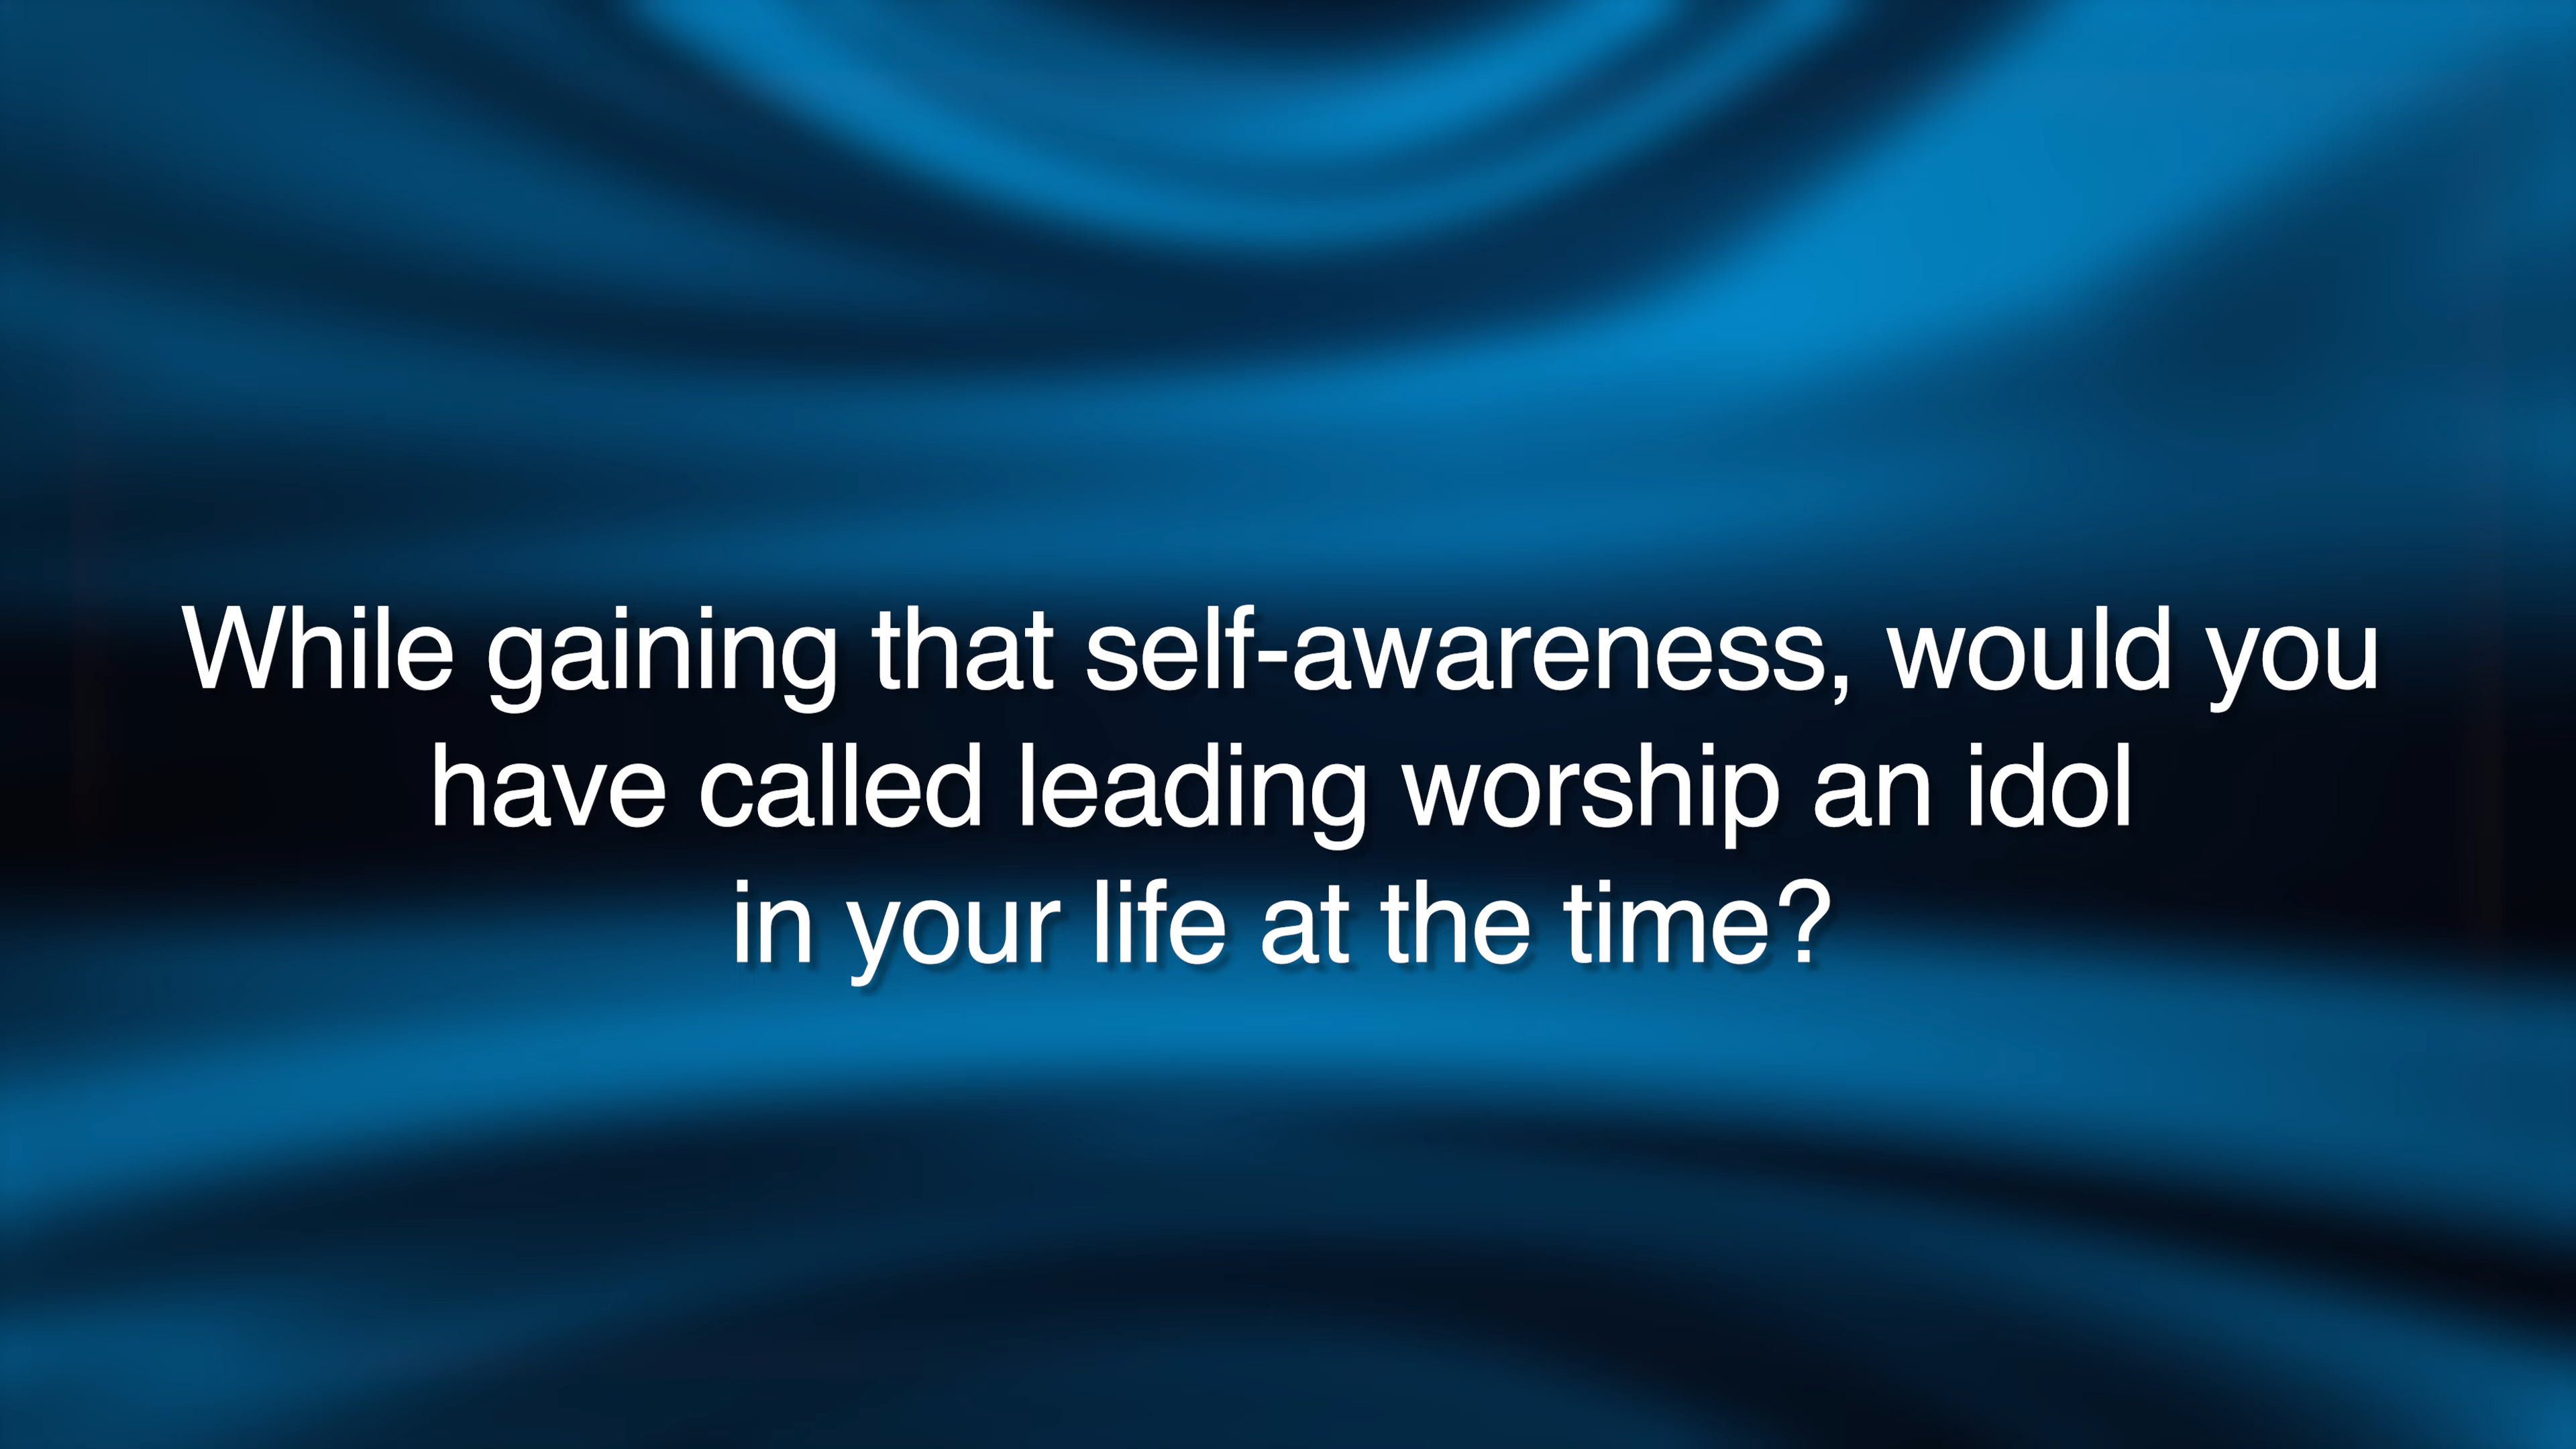 While gaining that self-awareness, would you
have called leading worship an idol
in your life at the time?